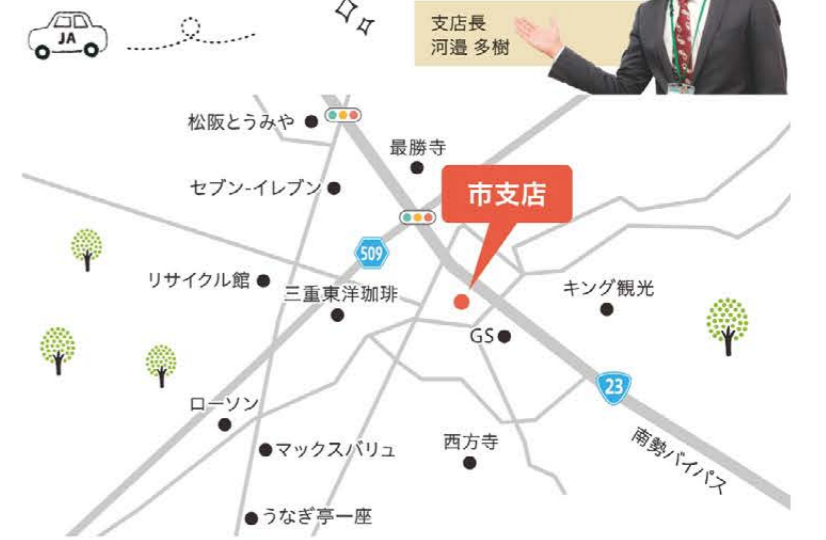 JA
支店長
河邉 多樹
松阪とうみや
最勝寺
セブン-イレブン
市支店
509
リサイクル館
三重東洋珈琲
キング観光
GS
23
ローソン
マックスバリュ
西方寺
南勢バイパス
うなぎ亭一座